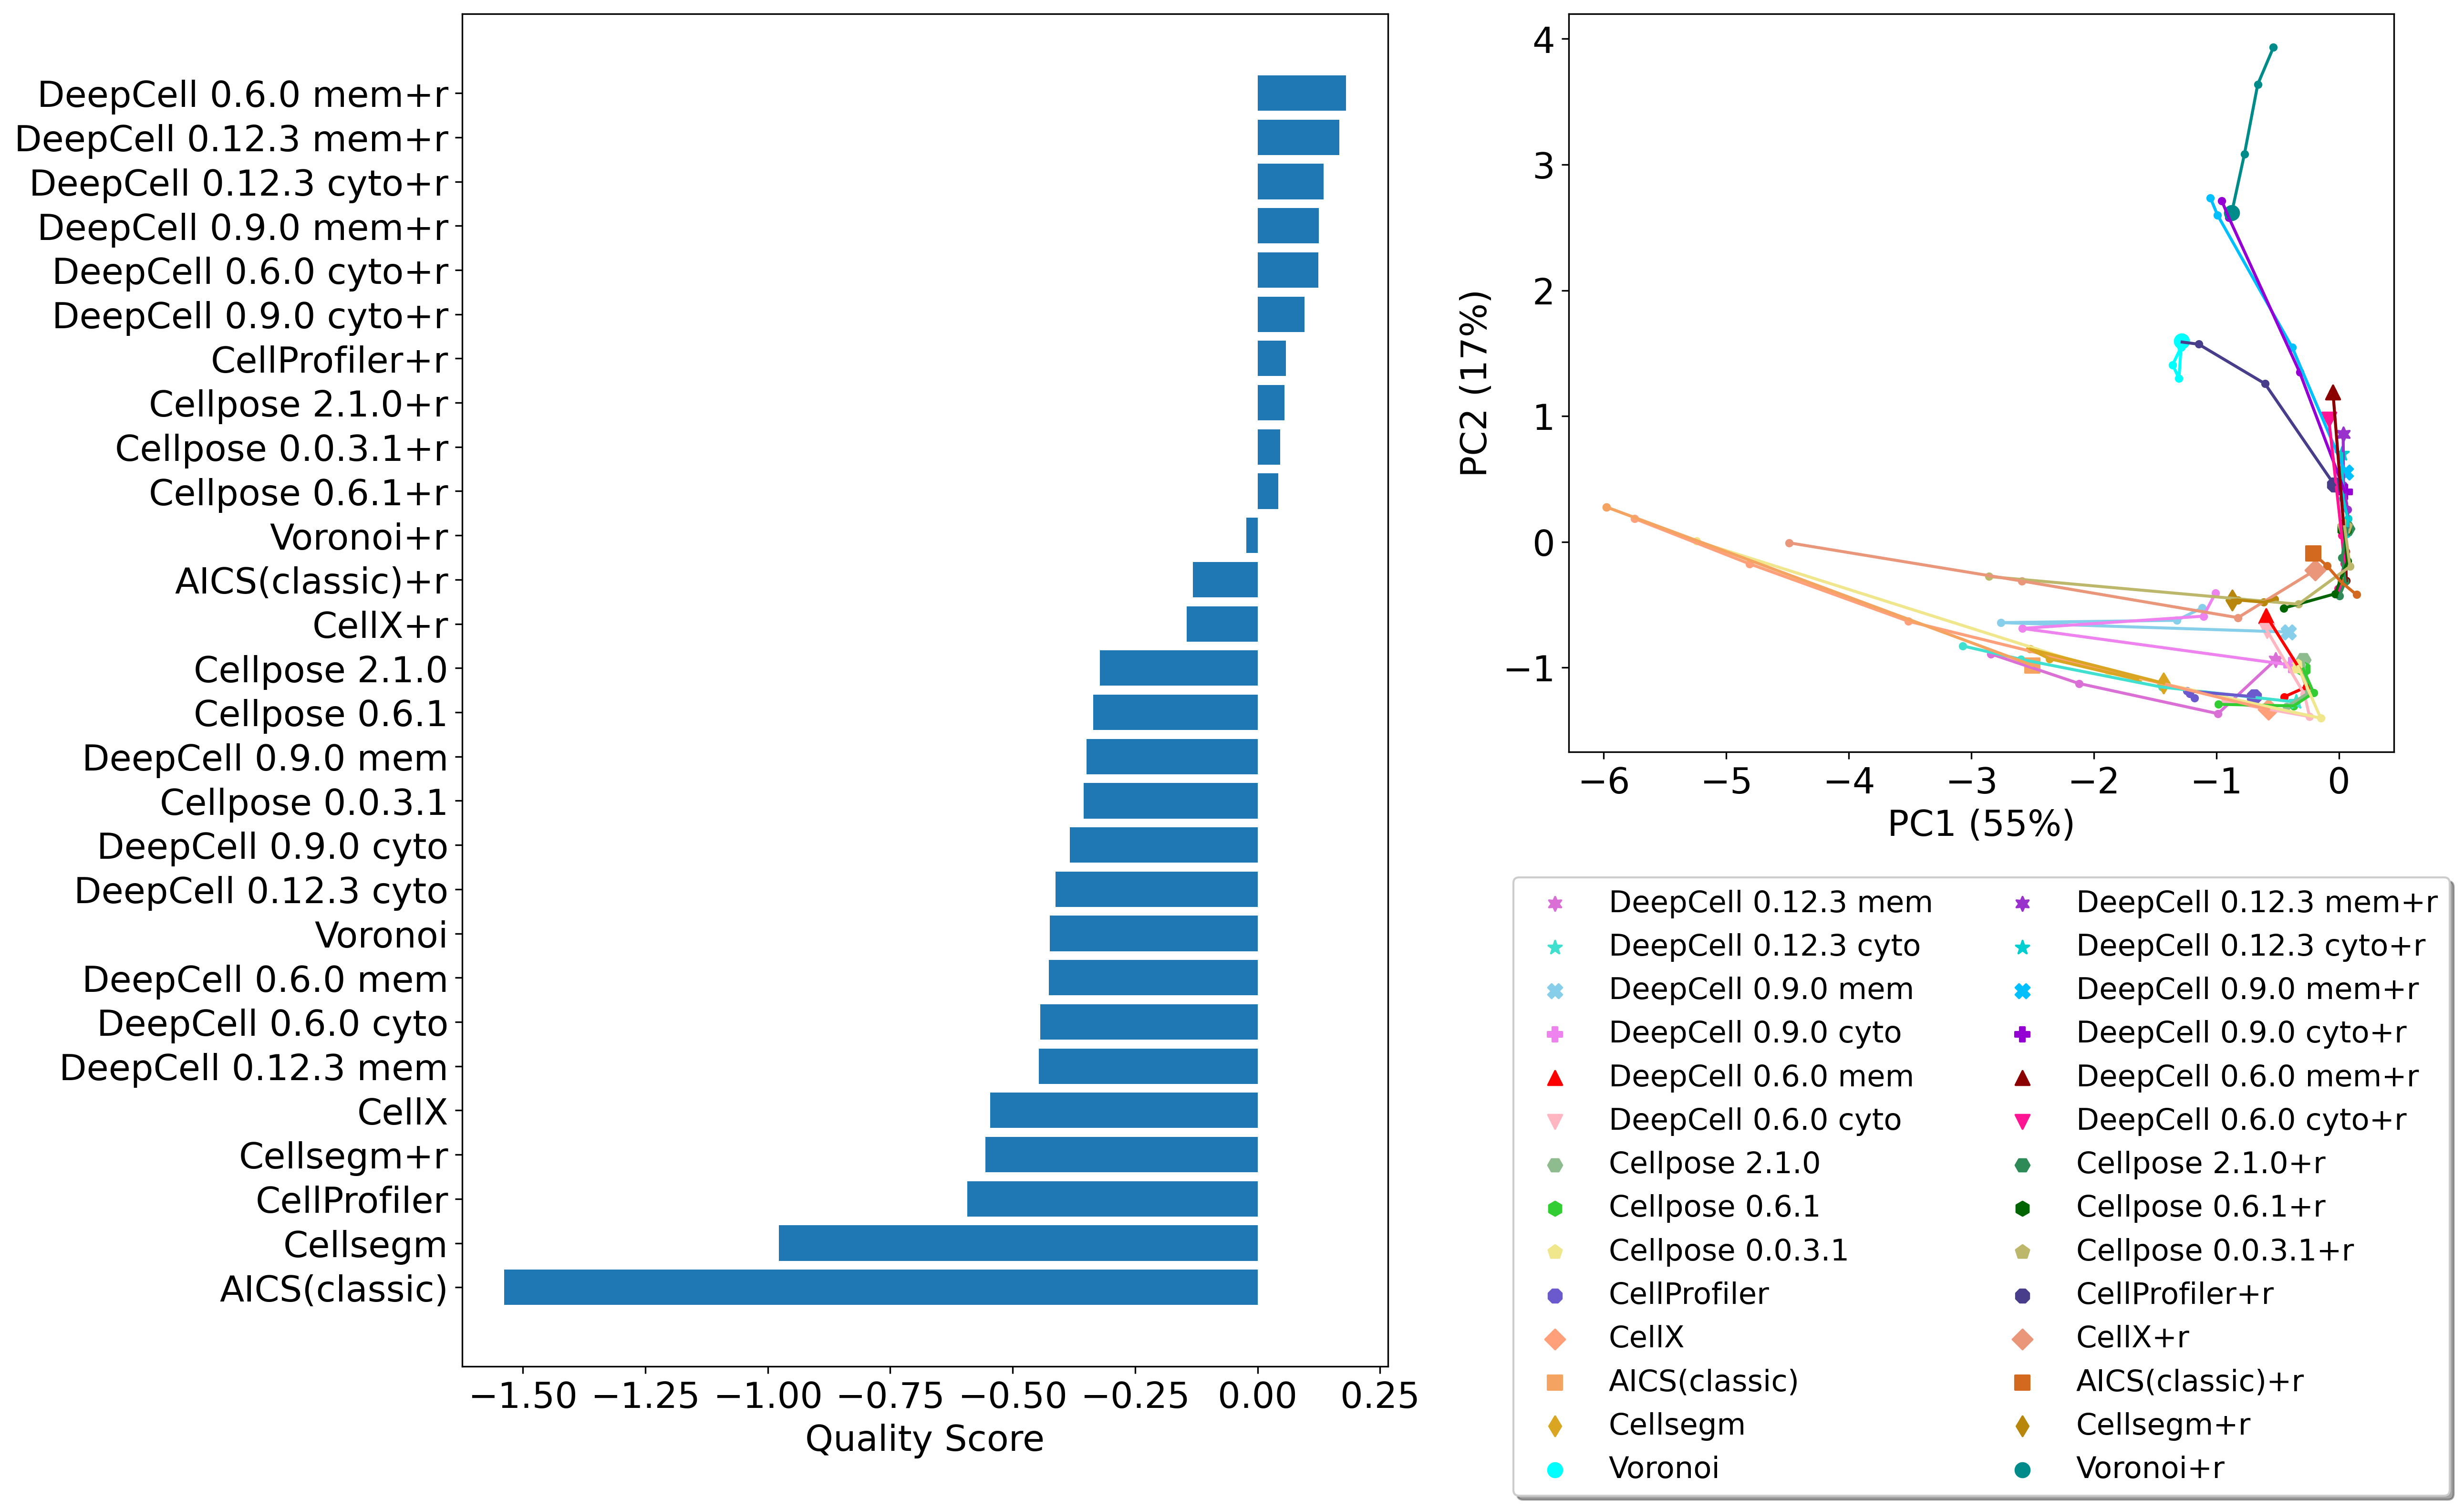 DeepCell 0.6.0 mem+r
DeepCell 0.12.3 mem+r
DeepCell 0.12.3 cyto+r
DeepCell 0.9.0 mem+r
DeepCell 0.6.0 cyto+r
DeepCell 0.9.0 cyto+r
CellProfiler+r
Cellpose 2.1.0+r
Cellpose 0.0.3.1+r
Cellpose 0.6.1+r
Voronoi+r
AICS(classic)+r
CellX+r
Cellpose 2.1.0
Cellpose 0.6.1
DeepCell 0.9.0 mem
Cellpose 0.0.3.1
DeepCell 0.9.0 cyto
DeepCell 0.12.3 cyto
Voronoi
DeepCell 0.6.0 mem
DeepCell 0.6.0 cyto
DeepCell 0.12.3 mem
CellX
Cellsegm+r
CellProfiler
Cellsegm
AICS(classic)
−1.50 −1.25 −1.00 −0.75 −0.50 −0.25 0.00 0.25
Quality Score
4
3
2
1
0
−1
PC2 (17%)
−6 −5 −4 −3 −2 −1 0
PC1 (55%)
DeepCell 0.12.3 mem
DeepCell 0.12.3 cyto
DeepCell 0.9.0 mem
DeepCell 0.9.0 cyto
DeepCell 0.6.0 mem
DeepCell 0.6.0 cyto
Cellpose 2.1.0
Cellpose 0.6.1
Cellpose 0.0.3.1
CellProfiler
CellX
AICS(classic)
Cellsegm
Voronoi
DeepCell 0.12.3 mem+r
DeepCell 0.12.3 cyto+r
DeepCell 0.9.0 mem+r
DeepCell 0.9.0 cyto+r
DeepCell 0.6.0 mem+r
DeepCell 0.6.0 cyto+r
Cellpose 2.1.0+r
Cellpose 0.6.1+r
Cellpose 0.0.3.1+r
CellProfiler+r
CellX+r
AICS(classic)+r
Cellsegm+r
Voronoi+r